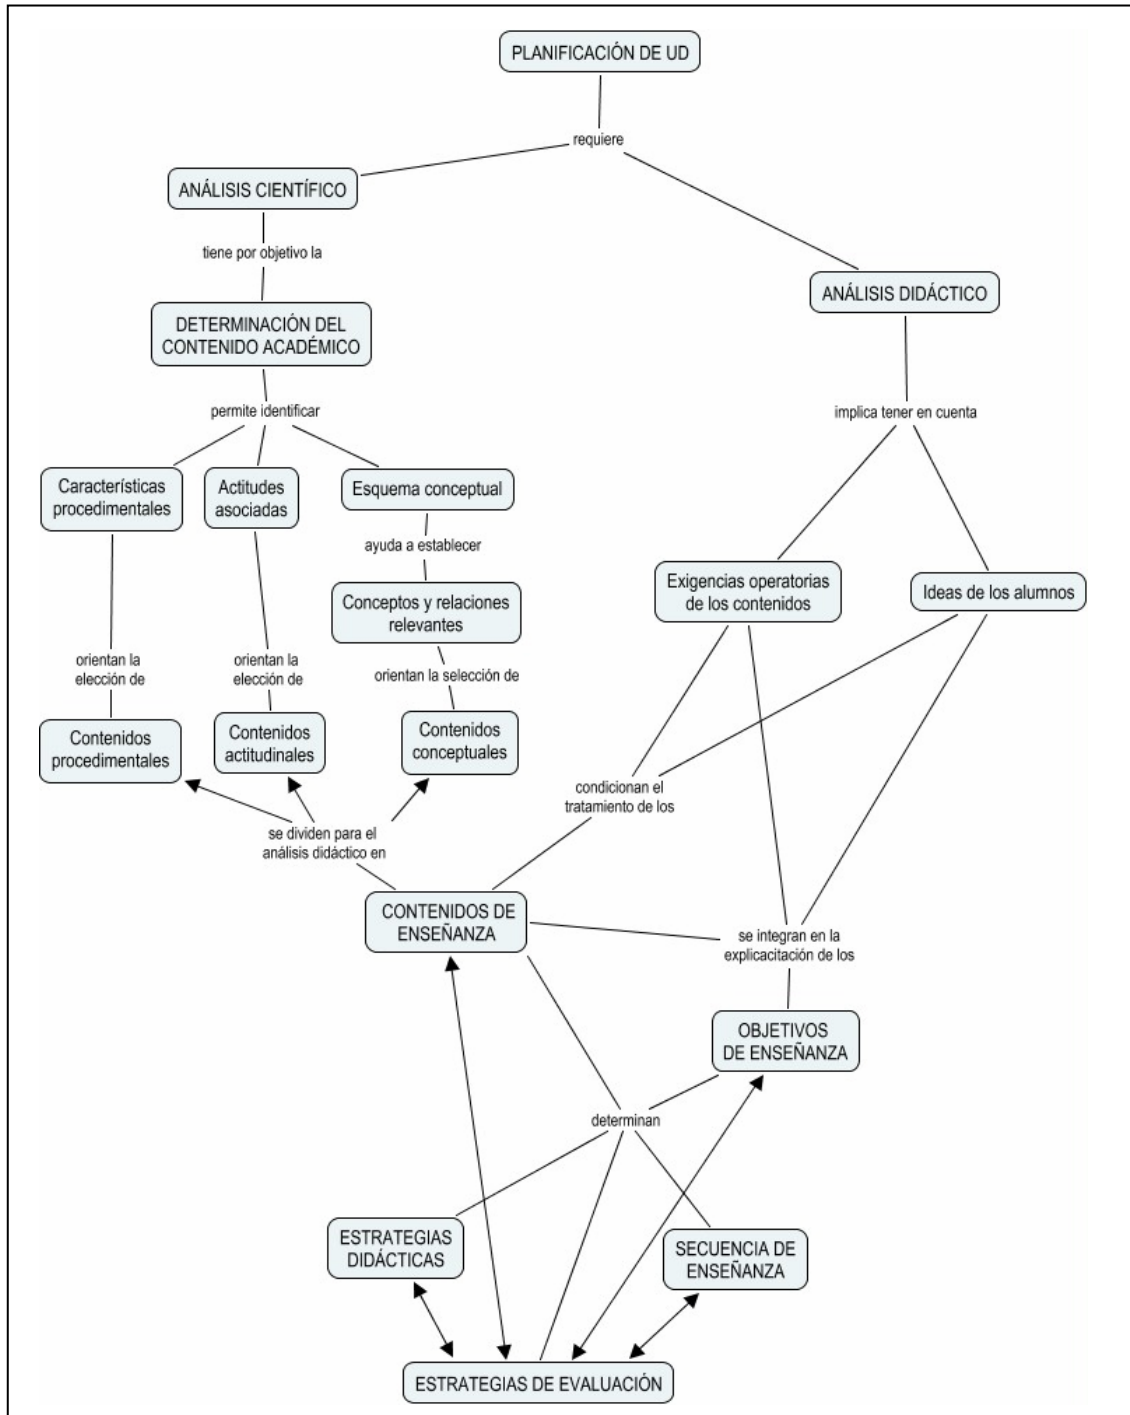 PLANIFICACIÓN DE UD
requiere
ANÁLISIS CIENTÍFICO
tiene por objetivo la
ANÁLISIS DIDÁCTICO
DETERMINACIÓN DEL
CONTENIDO ACADÉMICO
permite identificar
implica tener en cuenta
Características
procedimentales
Actitudes
asociadas
Esquema conceptual
ayuda a establecer
Exigencias operatorias
de los contenidos
Ideas de los alumnos
Conceptos y relaciones
relevantes
orientan la
elección de
orientan la
elección de
orientan la selección de
Contenidos
procedimentales
Contenidos
actitudinales
Contenidos
conceptuales
condicionan el
tratamiento de los
se dividen para el
análisis didáctico en
CONTENIDOS DE
ENSEÑANZA
se integran en la
explicacitación de los
OBJETIVOS
DE ENSEÑANZA
determinan
ESTRATEGIAS
DIDÁCTICAS
SECUENCIA DE
ENSEÑANZA
ESTRATEGIAS DE EVALUACIÓN